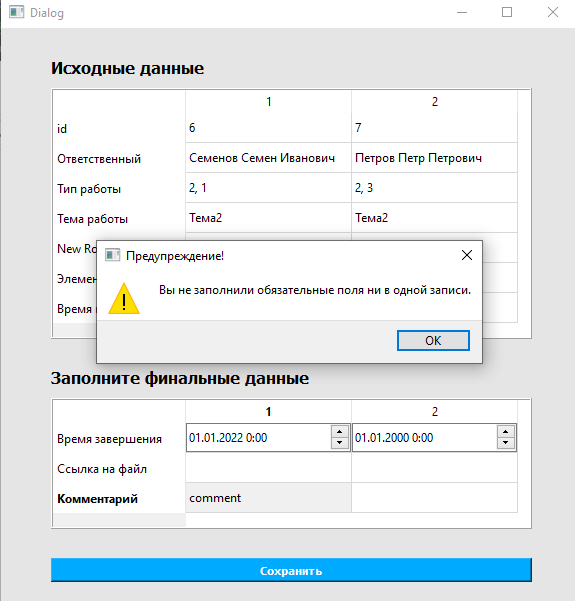 Dialog
Исходные данные
1 2
id 6 7
Ответственный Семенов Семен Иванович Петров Петр Петрович
Тип работы 2, 1 2, 3
Тема работы Тема2 Тема2
New Ro
Предупреждение!
Элемен
Вы не заполнили обязательные поля ни в одной записи.
Время
OK
Заполните финальные данные
1 2
Время завершения 01.01.2022 0:00 01.01.2000 0:00
Ссылка на файл
Комментарий comment
Сохранить